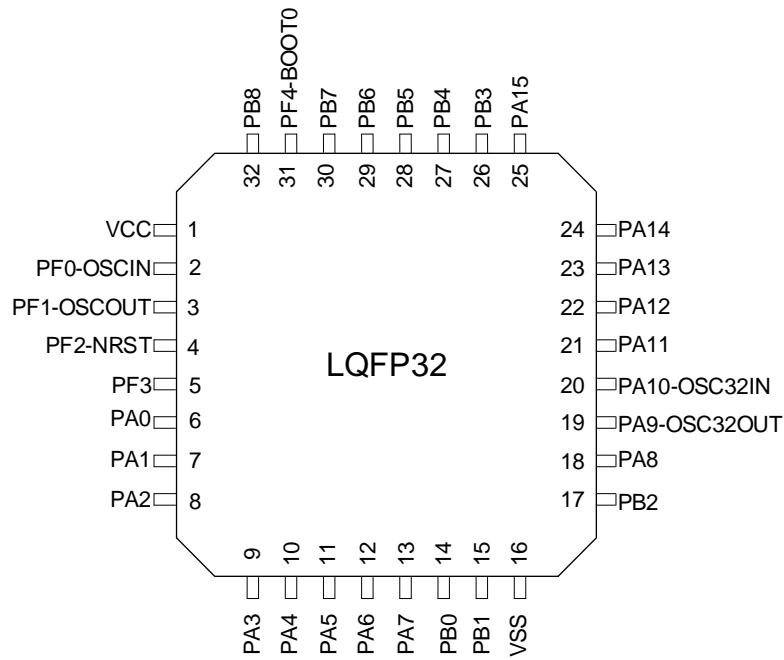 PB8
PF4-BOOT0
PB7
PB6
PB5
PB4
PB3
PA15
32
31
30
29
28
27
26
25
VCC 1
PF0-OSCIN 2
PF1-OSCOUT 3
PF2-NRST 4
PF3 5
PA0 6
PA1 7
PA2 8
LQFP32
24 PA14
23 PA13
22 PA12
21 PA11
20 PA10-OSC32IN
19 PA9-OSC32OUT
18 PA8
17 PB2
9
10
11
12
13
14
15
16
PA3
PA4
PA5
PA6
PA7
PB0
PB1
VSS